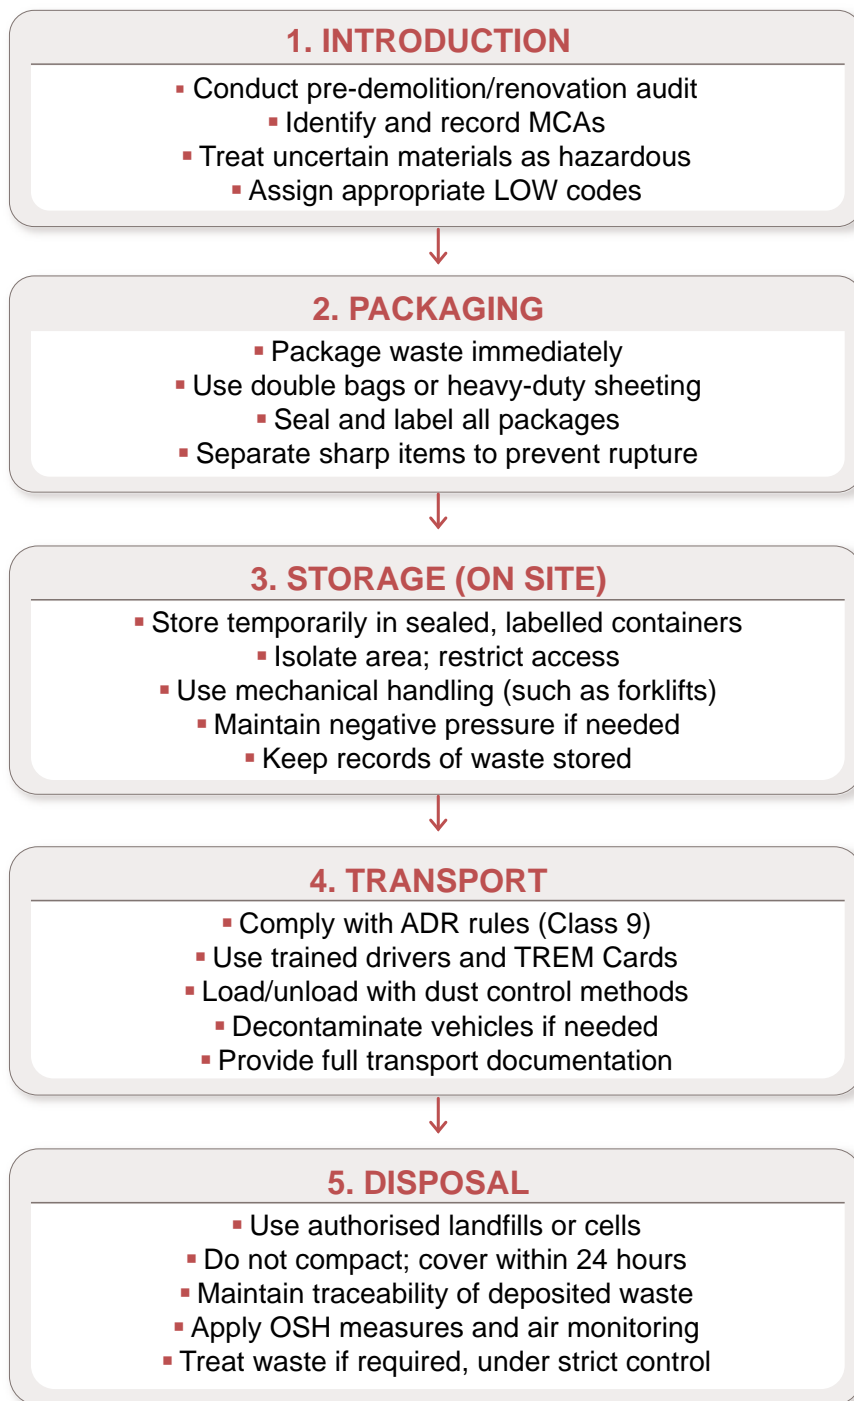 1. INTRODUCTION
▪ Conduct pre-demolition/renovation audit
▪ Identify and record MCAs
▪ Treat uncertain materials as hazardous
▪ Assign appropriate LOW codes
2. PACKAGING
▪ Package waste immediately
▪ Use double bags or heavy-duty sheeting
▪ Seal and label all packages
▪ Separate sharp items to prevent rupture
3. STORAGE (ON SITE)
▪ Store temporarily in sealed, labelled containers
▪ Isolate area; restrict access
▪ Use mechanical handling (such as forklifts)
▪ Maintain negative pressure if needed
▪ Keep records of waste stored
4. TRANSPORT
▪ Comply with ADR rules (Class 9)
▪ Use trained drivers and TREM Cards
▪ Load/unload with dust control methods
▪ Decontaminate vehicles if needed
▪ Provide full transport documentation
5. DISPOSAL
▪ Use authorised landfills or cells
▪ Do not compact; cover within 24 hours
▪ Maintain traceability of deposited waste
▪ Apply OSH measures and air monitoring
▪ Treat waste if required, under strict control